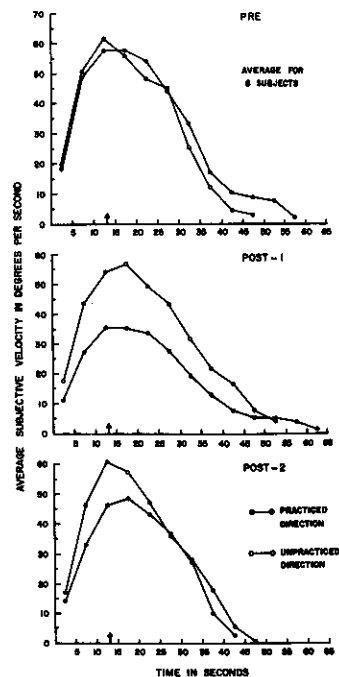 PRE
AVERAGE FOR
8 SUBJECTS
70
60
50
40
30
20
10
0
5 10 15 20 25 30 35 40 45 50 55 60 65
AVERAGE SUBJECTIVE VELOCITY IN DEGREES PER SECOND
POST-1
60
50
40
30
20
10
0
5 10 15 20 25 30 35 40 45 50 55 60 65
POST-2
60
50
40
30
20
10
0
PRACTICED
DIRECTION
UNPRACTICED
DIRECTION
5 10 15 20 25 30 35 40 45 50 55 60 65
TIME IN SECONDS